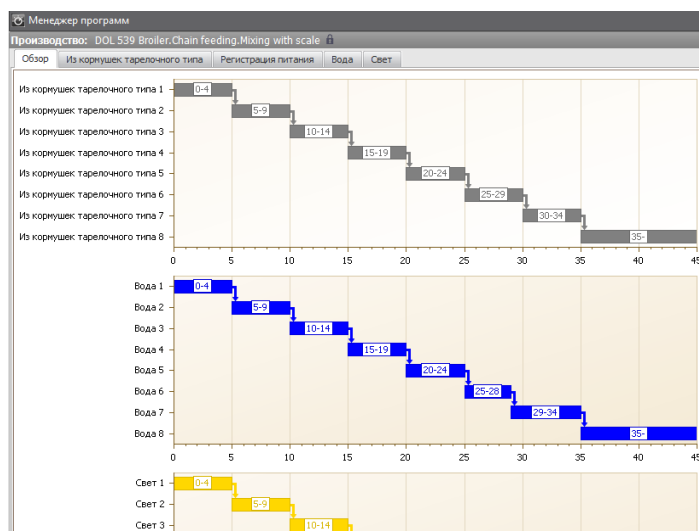 Менеджер программ
Производство: DOL 539 Broiler.Chain feeding.Mixing with scale
Обзор Из кормушек тарелочного типа Регистрация питания Вода Свет
Из кормушек тарелочного типа 1 0-4
Из кормушек тарелочного типа 2 5-9
Из кормушек тарелочного типа 3 10-14
Из кормушек тарелочного типа 4 15-19
Из кормушек тарелочного типа 5 20-24
Из кормушек тарелочного типа 6 25-29
Из кормушек тарелочного типа 7 30-34
Из кормушек тарелочного типа 8 35-
0 5 10 15 20 25 30 35 40 45
Вода 1 0-4
Вода 2 5-9
Вода 3 10-14
Вода 4 15-19
Вода 5 20-24
Вода 6 25-28
Вода 7 29-34
Вода 8 35-
0 5 10 15 20 25 30 35 40 45
Свет 1 0-4
Свет 2 5-9
Свет 3 10-14